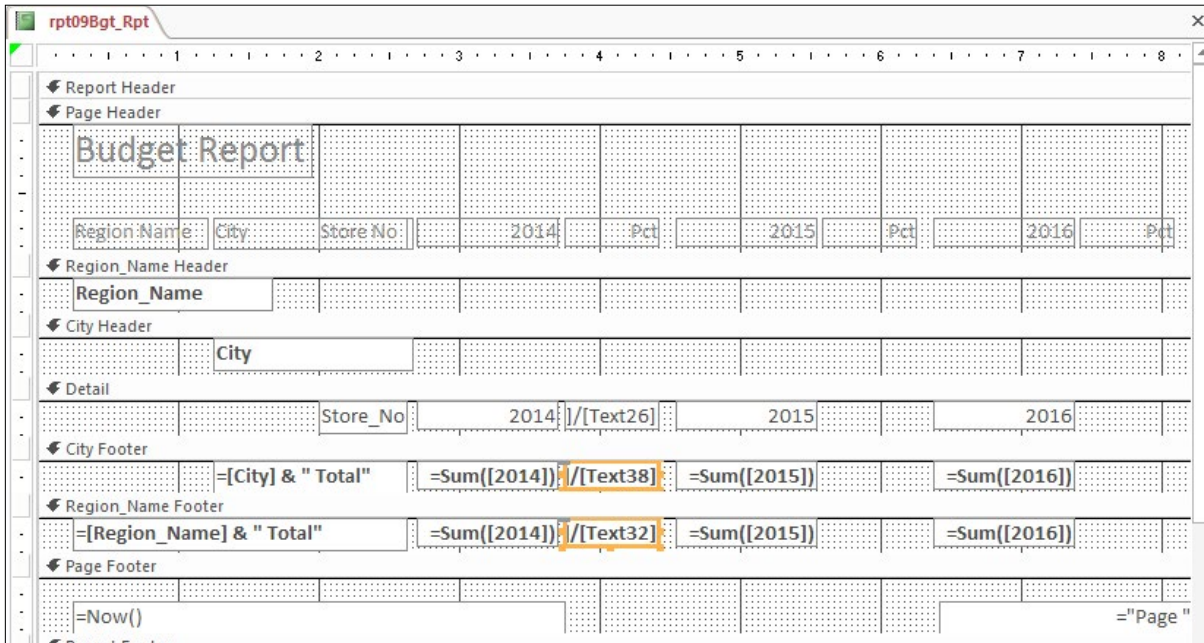 rpt09Bgt_Rpt
1 2 3 4 5 6 7 8
Report Header
Page Header
Budget Report
Region Name City Store No 2014 Pct 2015 Pct 2016 Pct
Region_Name Header
Region_Name
City Header
City
Detail
Store_No 2014 ]/[Text26] 2015 2016
City Footer
=[City] & " Total" =Sum([2014]) ]/[Text38] =Sum([2015]) =Sum([2016])
Region_Name Footer
=[Region_Name] & " Total" =Sum([2014]) ]/[Text32] =Sum([2015]) =Sum([2016])
Page Footer
=Now() ="Page "